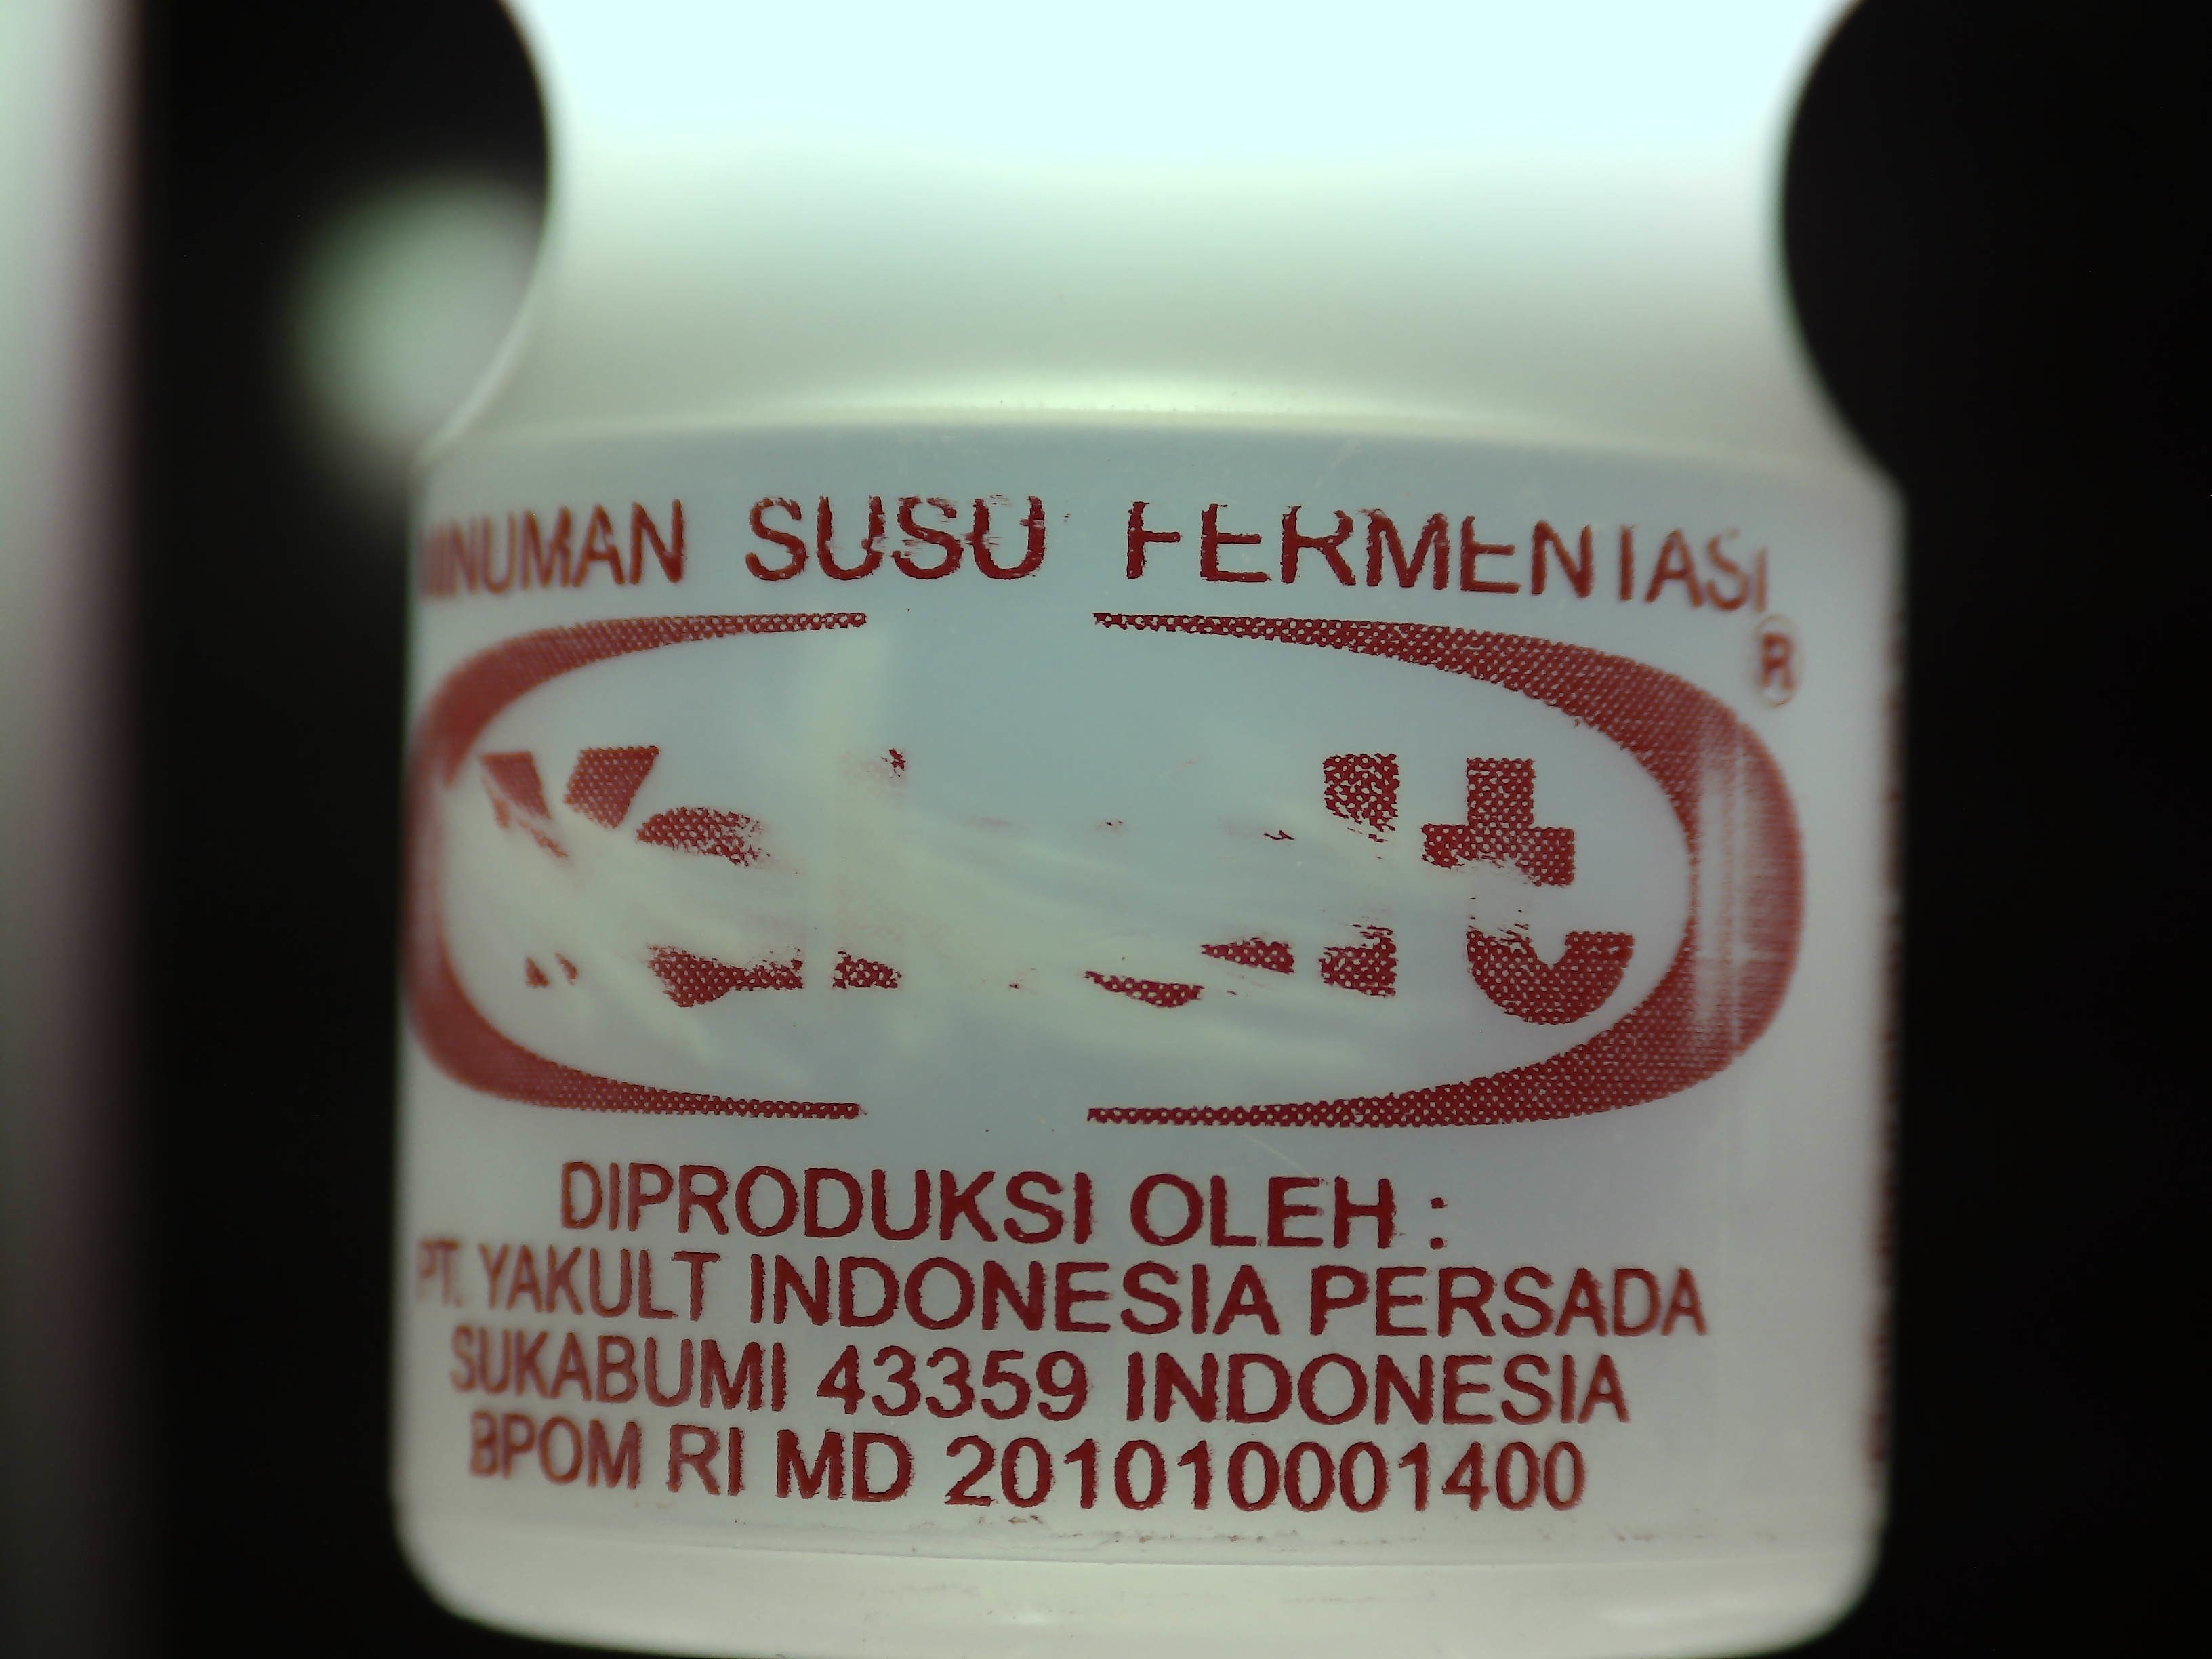 MINUMAN SUSU FERMENTASI
®
DIPRODUKSI OLEH :
PT. YAKULT INDONESIA PERSADA
SUKABUMI 43359 INDONESIA
BPOM RI MD 201010001400